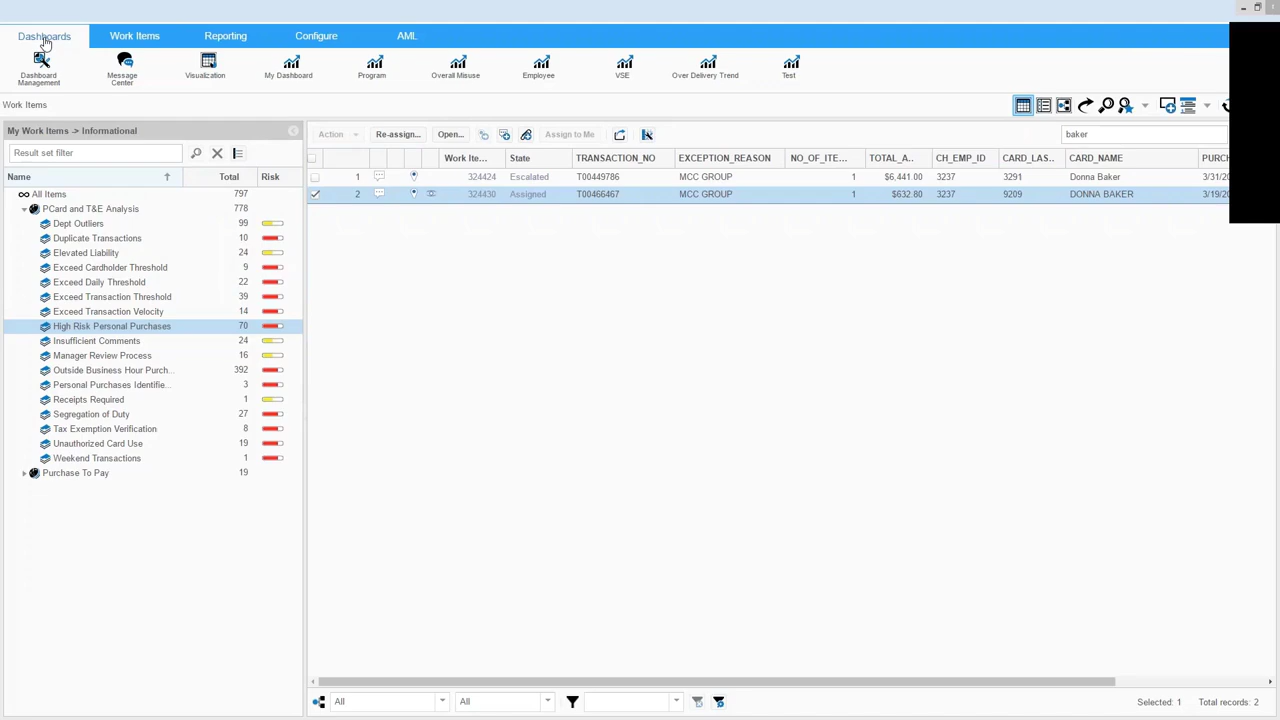 Dashboards Work Items Reporting Configure AML
Dashboard Management Message Center Visualization My Dashboard Program Overall Misuse Employee VSE Over Delivery Trend Test
Work Items
My Work Items -> Informational
Action Re-assign... Open... Assign to Me baker
Result set filter
Name Total Risk
Work Ite... State TRANSACTION_NO EXCEPTION_REASON NO_OF_ITE... TOTAL_A.. CH_EMP_ID CARD_LAS.. CARD_NAME PURCH
1 324424 Escalated T00449786 MCC GROUP 1 $6,441.00 3237 3291 Donna Baker 3/31/20
2 324430 Assigned T00466467 MCC GROUP 1 $632.80 3237 9209 DONNA BAKER 3/19/20
All Items 797
PCard and T&E Analysis 778
Dept Outliers 99
Duplicate Transactions 10
Elevated Liability 24
Exceed Cardholder Threshold 9
Exceed Daily Threshold 22
Exceed Transaction Threshold 39
Exceed Transaction Velocity 14
High Risk Personal Purchases 70
Insufficient Comments 24
Manager Review Process 16
Outside Business Hour Purch... 392
Personal Purchases Identifie... 3
Receipts Required 1
Segregation of Duty 27
Tax Exemption Verification 8
Unauthorized Card Use 19
Weekend Transactions 1
Purchase To Pay 19
All All Selected: 1 Total records: 2